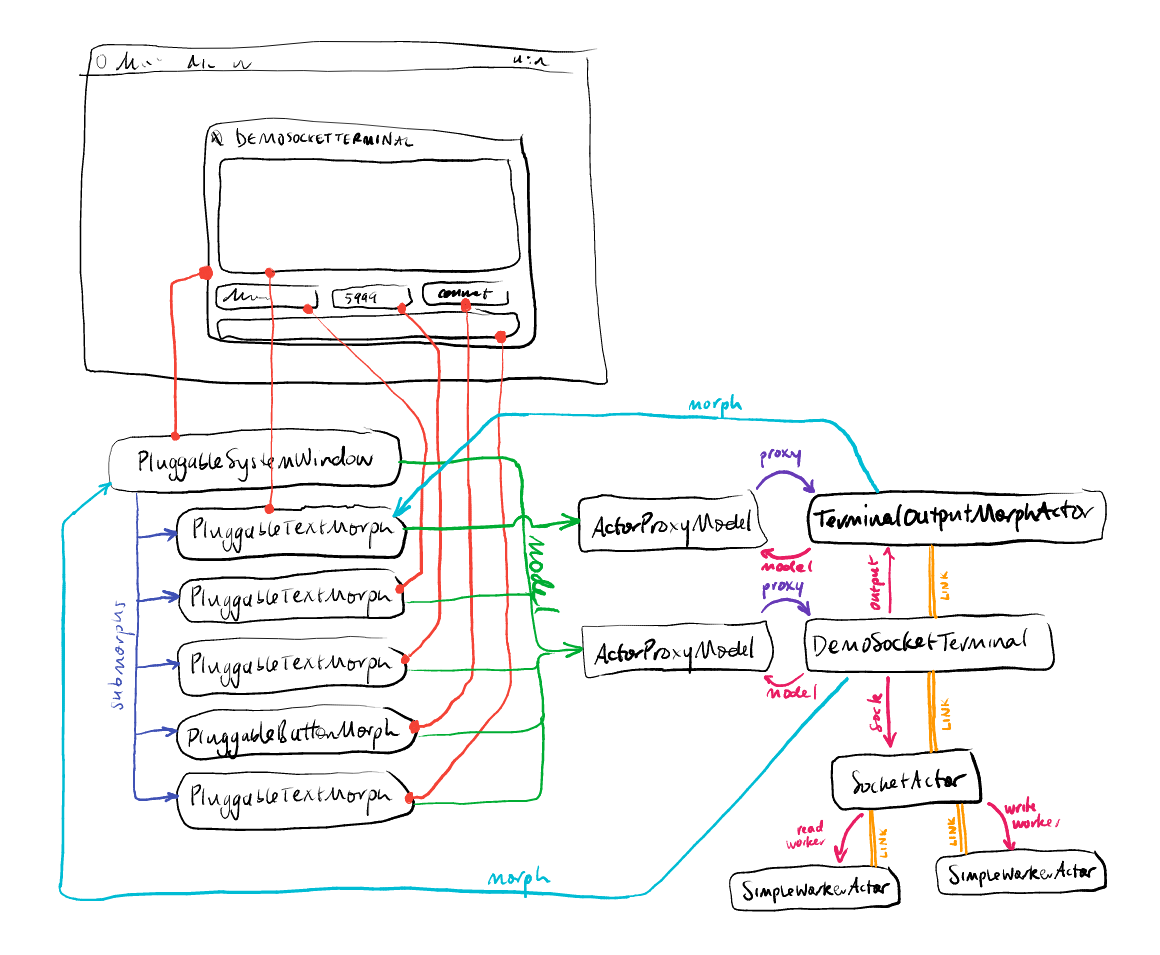 DEMOSOCKETTERMINAL
5999
connect
morph
PluggableSystemWindow
proxy
PluggableTextMorph
ActorProxyModel
TerminalOutputMorphActor
model
model
output
LINK
proxy
PluggableTextMorph
submorphs
PluggableTextMorph
ActorProxyModel
DemoSocketTerminal
model
sock
LINK
PluggableButtonMorph
PluggableTextMorph
SocketActor
read
worker
LINK
LINK
write
worker
morph
SimpleWorkerActor
SimpleWorkerActor